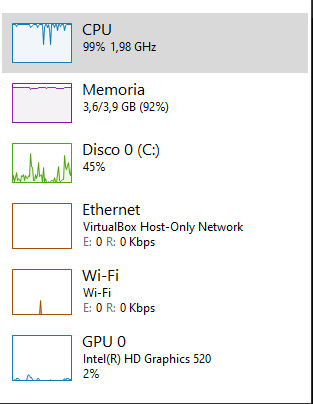 CPU
99% 1,98 GHz
Memoria
3,6/3,9 GB (92%)
Disco 0 (C:)
45%
Ethernet
VirtualBox Host-Only Network
E: 0 R: 0 Kbps
Wi-Fi
Wi-Fi
E: 0 R: 0 Kbps
GPU 0
Intel(R) HD Graphics 520
2%